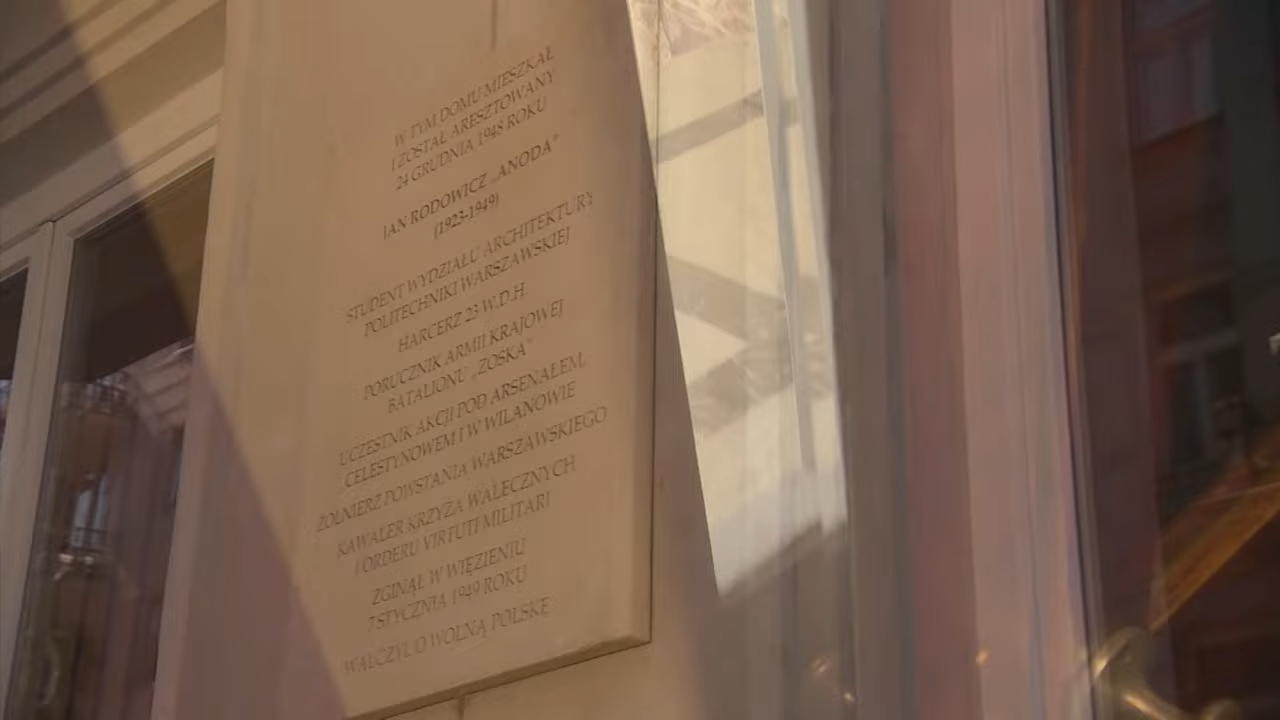 W TYM DOMU MIESZKAŁ
I ZOSTAŁ ARESZTOWANY
24 GRUDNIA 1948 ROKU
JAN RODOWICZ „ANODA”
(1923-1949)
STUDENT WYDZIAŁU ARCHITEKTURY
POLITECHNIKI WARSZAWSKIEJ
HARCERZ 23 W.D.H.
PORUCZNIK ARMII KRAJOWEJ
BATALIONU „ZOŚKA”
UCZESTNIK AKCJI POD ARSENAŁEM,
CELESTYNOWEM I W WILANOWIE
ŻOŁNIERZ POWSTANIA WARSZAWSKIEGO
KAWALER KRZYŻA WALECZNYCH
I ORDERU VIRTUTI MILITARI
ZGINĄŁ W WIĘZIENIU
7 STYCZNIA 1949 ROKU
WALCZYŁ O WOLNĄ POLSKĘ